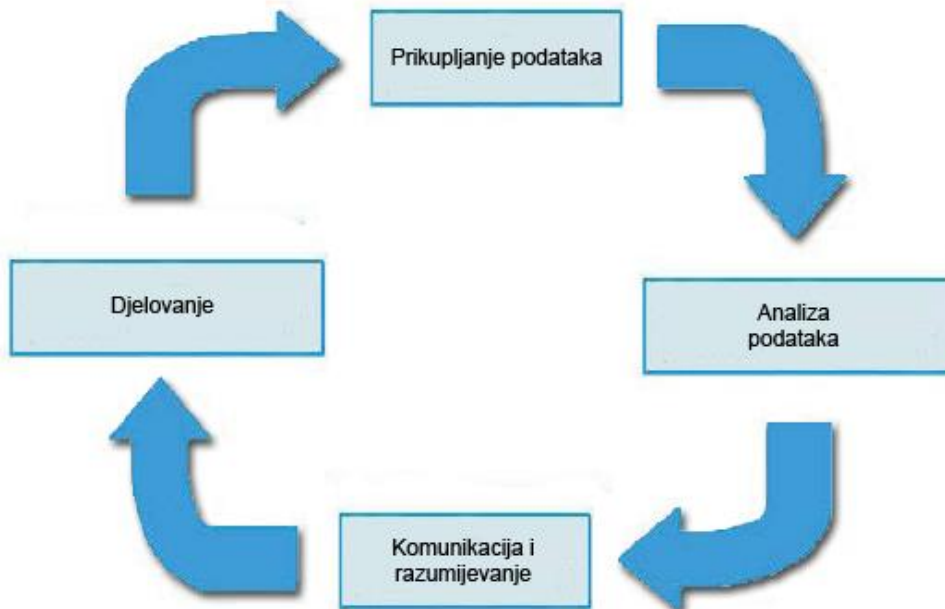 Prikupljanje podataka
Analiza
podataka
Komunikacija i
razumijevanje
Djelovanje